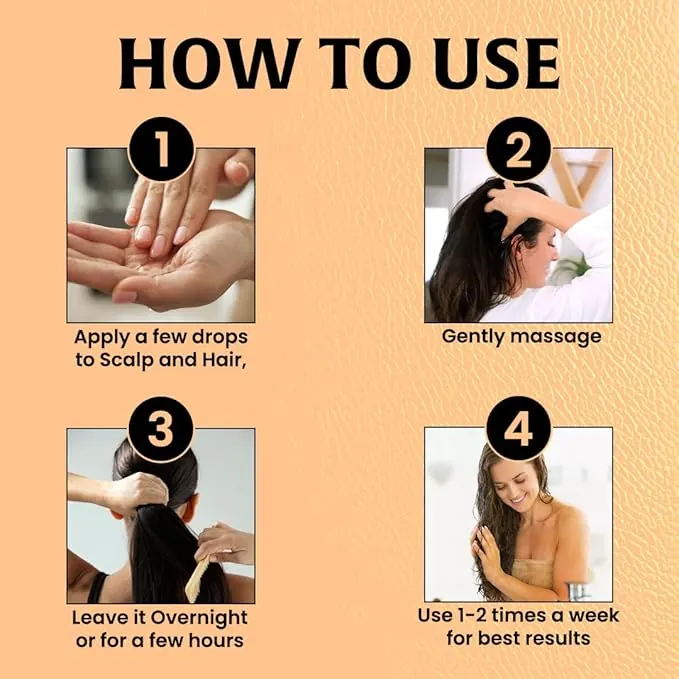 HOW TO USE
1
Apply a few drops
to Scalp and Hair,
2
Gently massage
3
Leave it Overnight
or for a few hours
4
Use 1-2 times a week
for best results